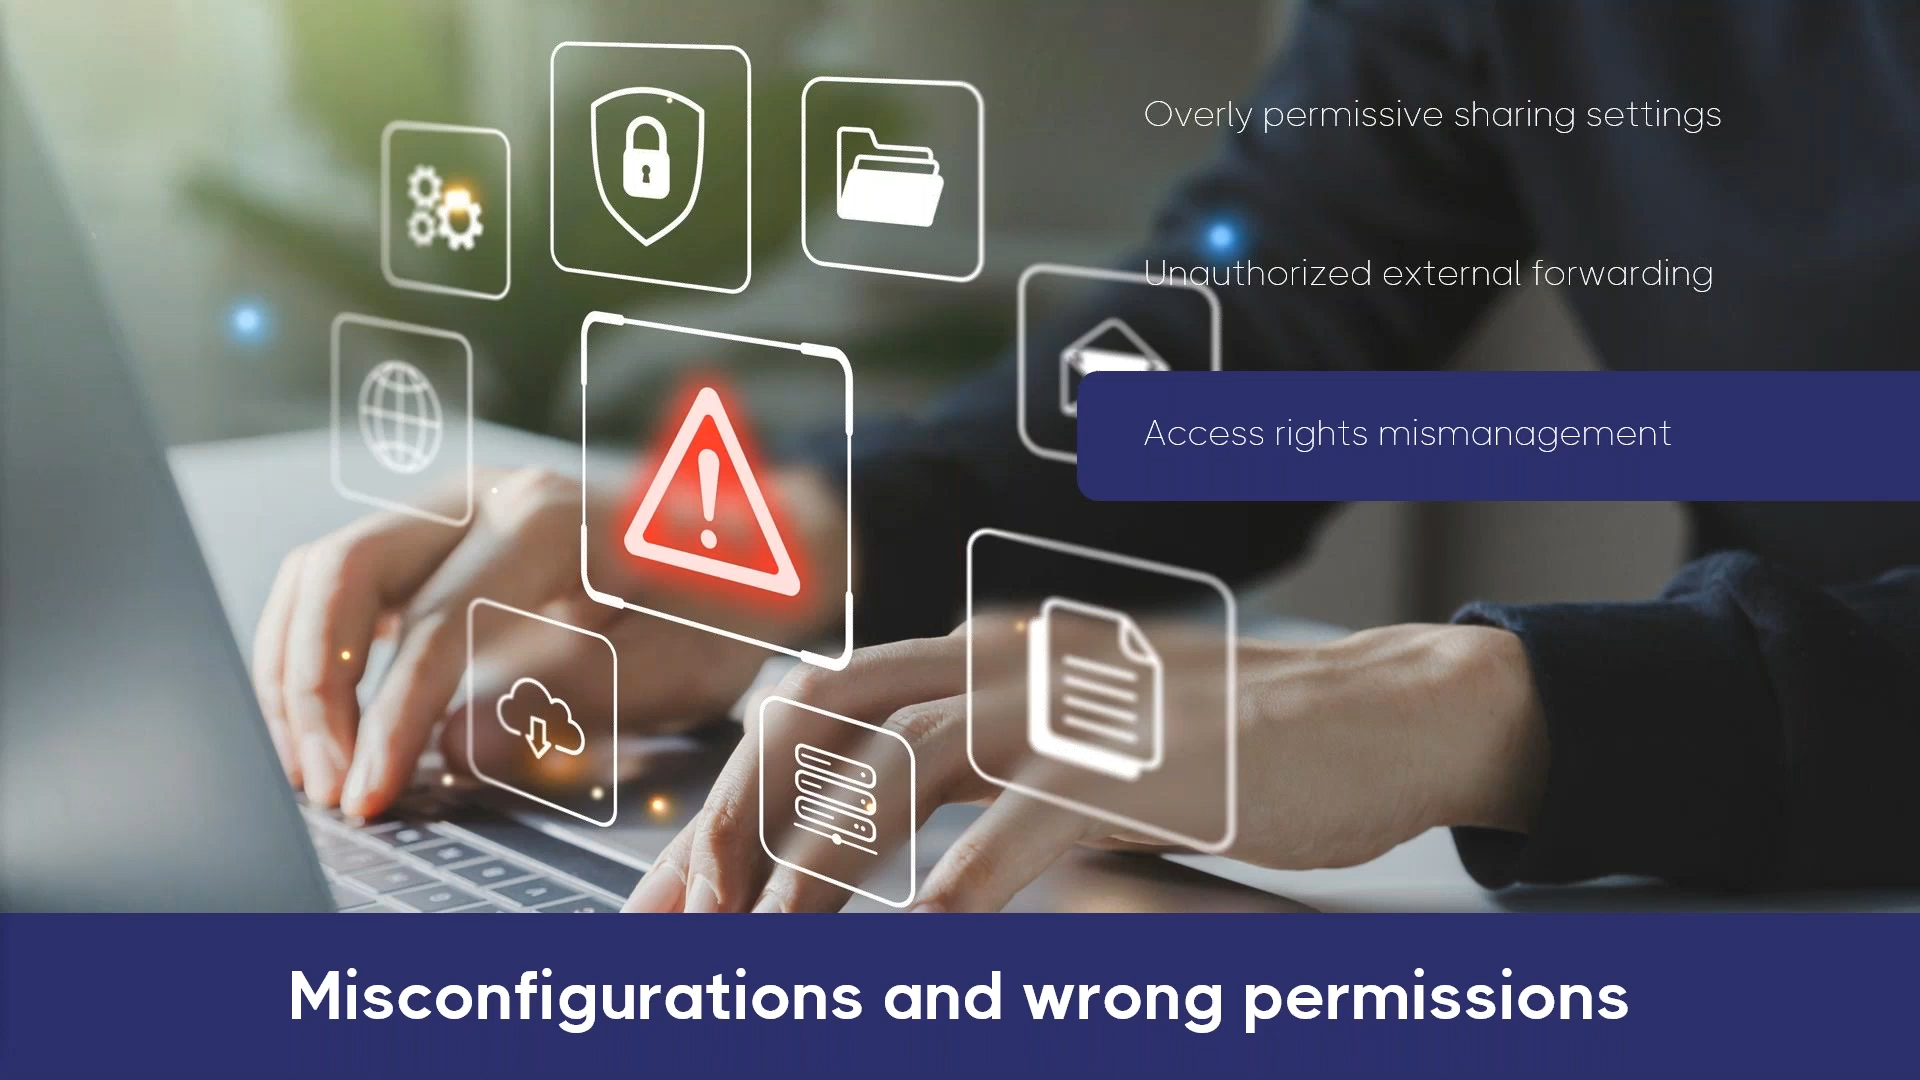 Overly permissive sharing settings
Unauthorized external forwarding
Access rights mismanagement
Misconfigurations and wrong permissions